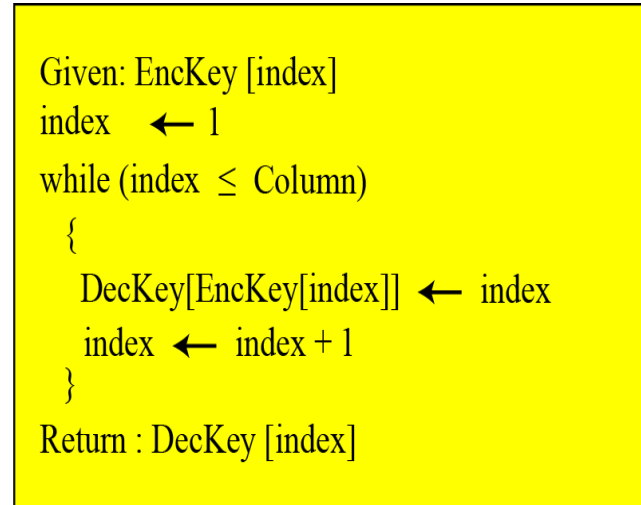 Given: EncKey [index]
index ← 1
while (index ≤ Column)
{
DecKey[EncKey[index]] ← index
index ← index + 1
}
Return : DecKey [index]